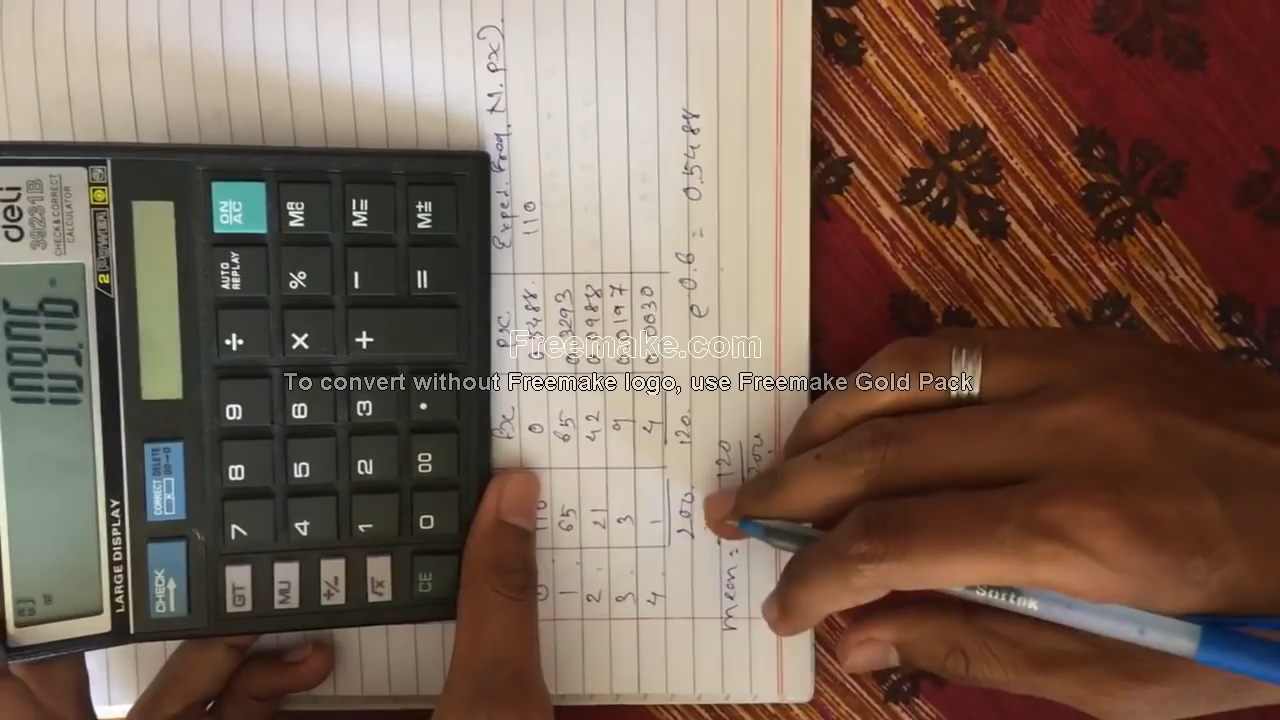 deli
39231B
CHECK & CORRECT
CALCULATOR
2 POWER
LARGE DISPLAY
CHECK
CORRECT DELETE
00→0
ON
AC
AUTO
REPLAY
÷
9
8
7
GT
%
×
6
5
4
MU
M=
−
+
3
2
1
+/−
√x
M±
=
.
00
0
CE
fx px Exped. Freq. N. p(x)
0 110 0 0.5488. 110
1. 65 65 0.3293
2. 21 42 0.0988
3. 3 9 0.0197
4. 1 4 0.0030
200. 120. e-0.6 = 0.5488
mean = 120
200
Softek
Freemake.com
To convert without Freemake logo, use Freemake Gold Pack